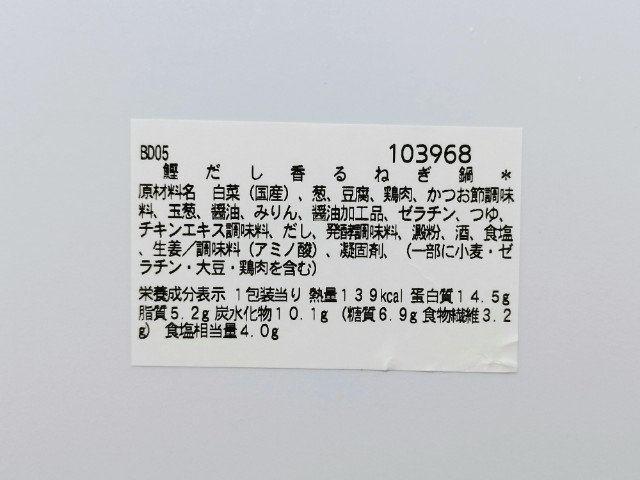 BD05 103968
鰹だし香るねぎ鍋*
原材料名 白菜(国産)、葱、豆腐、鶏肉、かつお節調味
料、玉葱、醤油、みりん、醤油加工品、ゼラチン、つゆ、
チキンエキス調味料、だし、発酵調味料、澱粉、酒、食塩
、生姜/調味料(アミノ酸)、凝固剤、(一部に小麦・ゼ
ラチン・大豆・鶏肉を含む)
栄養成分表示 1包装当り 熱量139kcal 蛋白質14.5g
脂質5.2g 炭水化物10.1g (糖質6.9g 食物繊維3.2
g) 食塩相当量4.0g